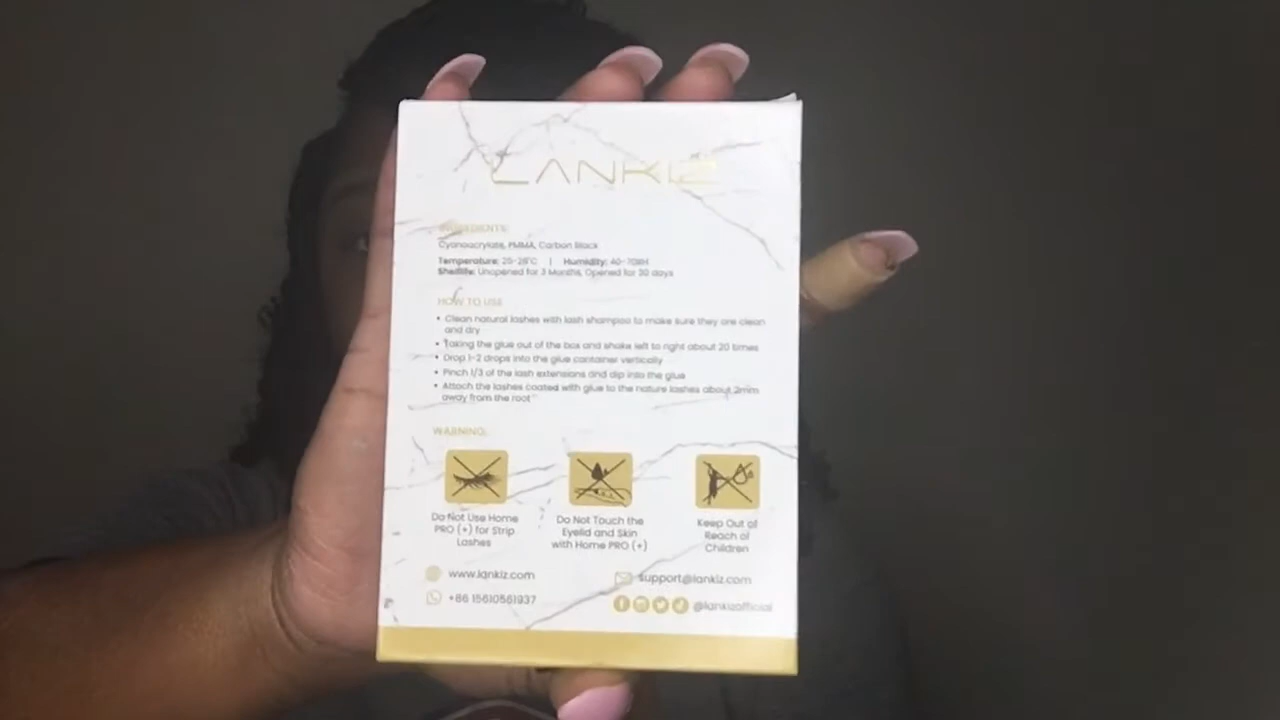 LANKIZ
INGREDIENTS:
Cyanoacrylate, PMMA, Carbon Black
Temperature: 20-28°C | Humidity: 40-70RH
Shelflife: Unopened for 3 Months, Opened for 30 days
HOW TO USE
• Clean natural lashes with lash shampoo to make sure they are clean
and dry
• Taking the glue out of the box and shake left to right about 20 times
• Drop 1-2 drops into the glue container vertically
• Pinch 1/3 of the lash extensions and dip into the glue
• Attach the lashes coated with glue to the nature lashes about 2mm
away from the root
WARNING:
Do Not Use Home
PRO (+) for Strip
Lashes
Do Not Touch the
Eyelid and Skin
with Home PRO (+)
Keep Out of
Reach of
Children
www.lankiz.com
support@lankiz.com
+86 15610561937
@lankizofficial